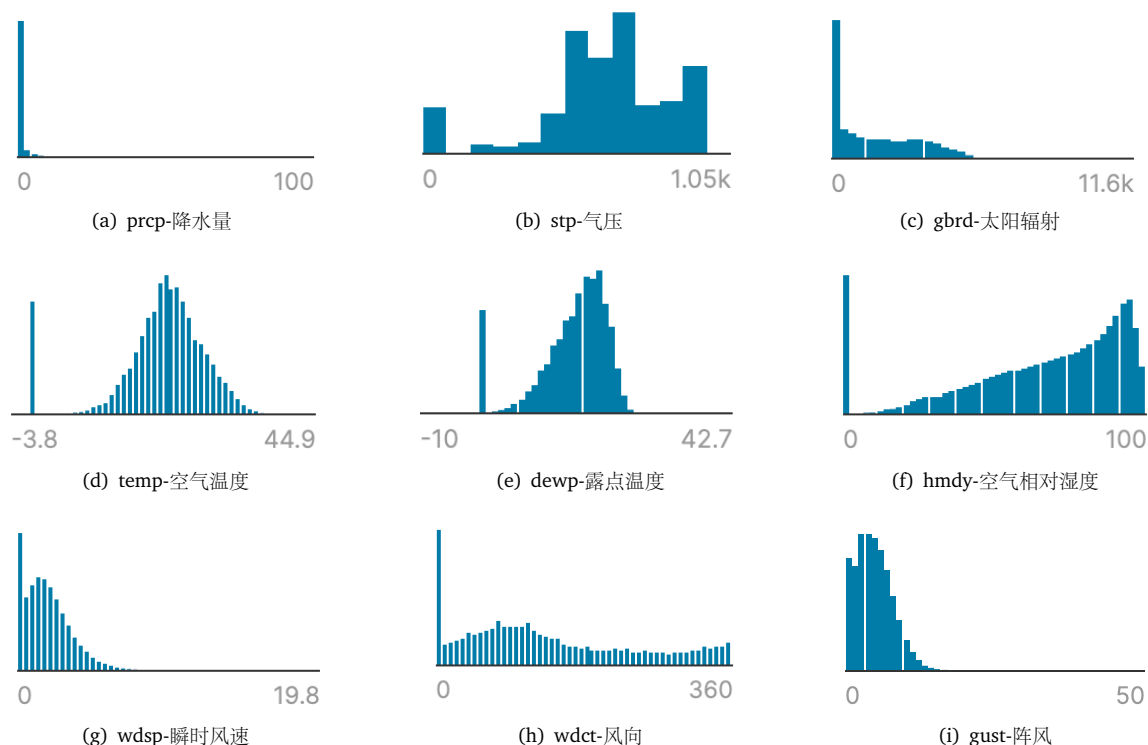 0 100
0 1.05k
0 11.6k
(a) prcp-降水量
(b) stp-气压
(c) gbrd-太阳辐射
-3.8 44.9
-10 42.7
0 100
(d) temp-空气温度
(e) dewp-露点温度
(f) hmdy-空气相对湿度
0 19.8
0 360
0 50
(g) wdsp-瞬时风速
(h) wdct-风向
(i) gust-阵风